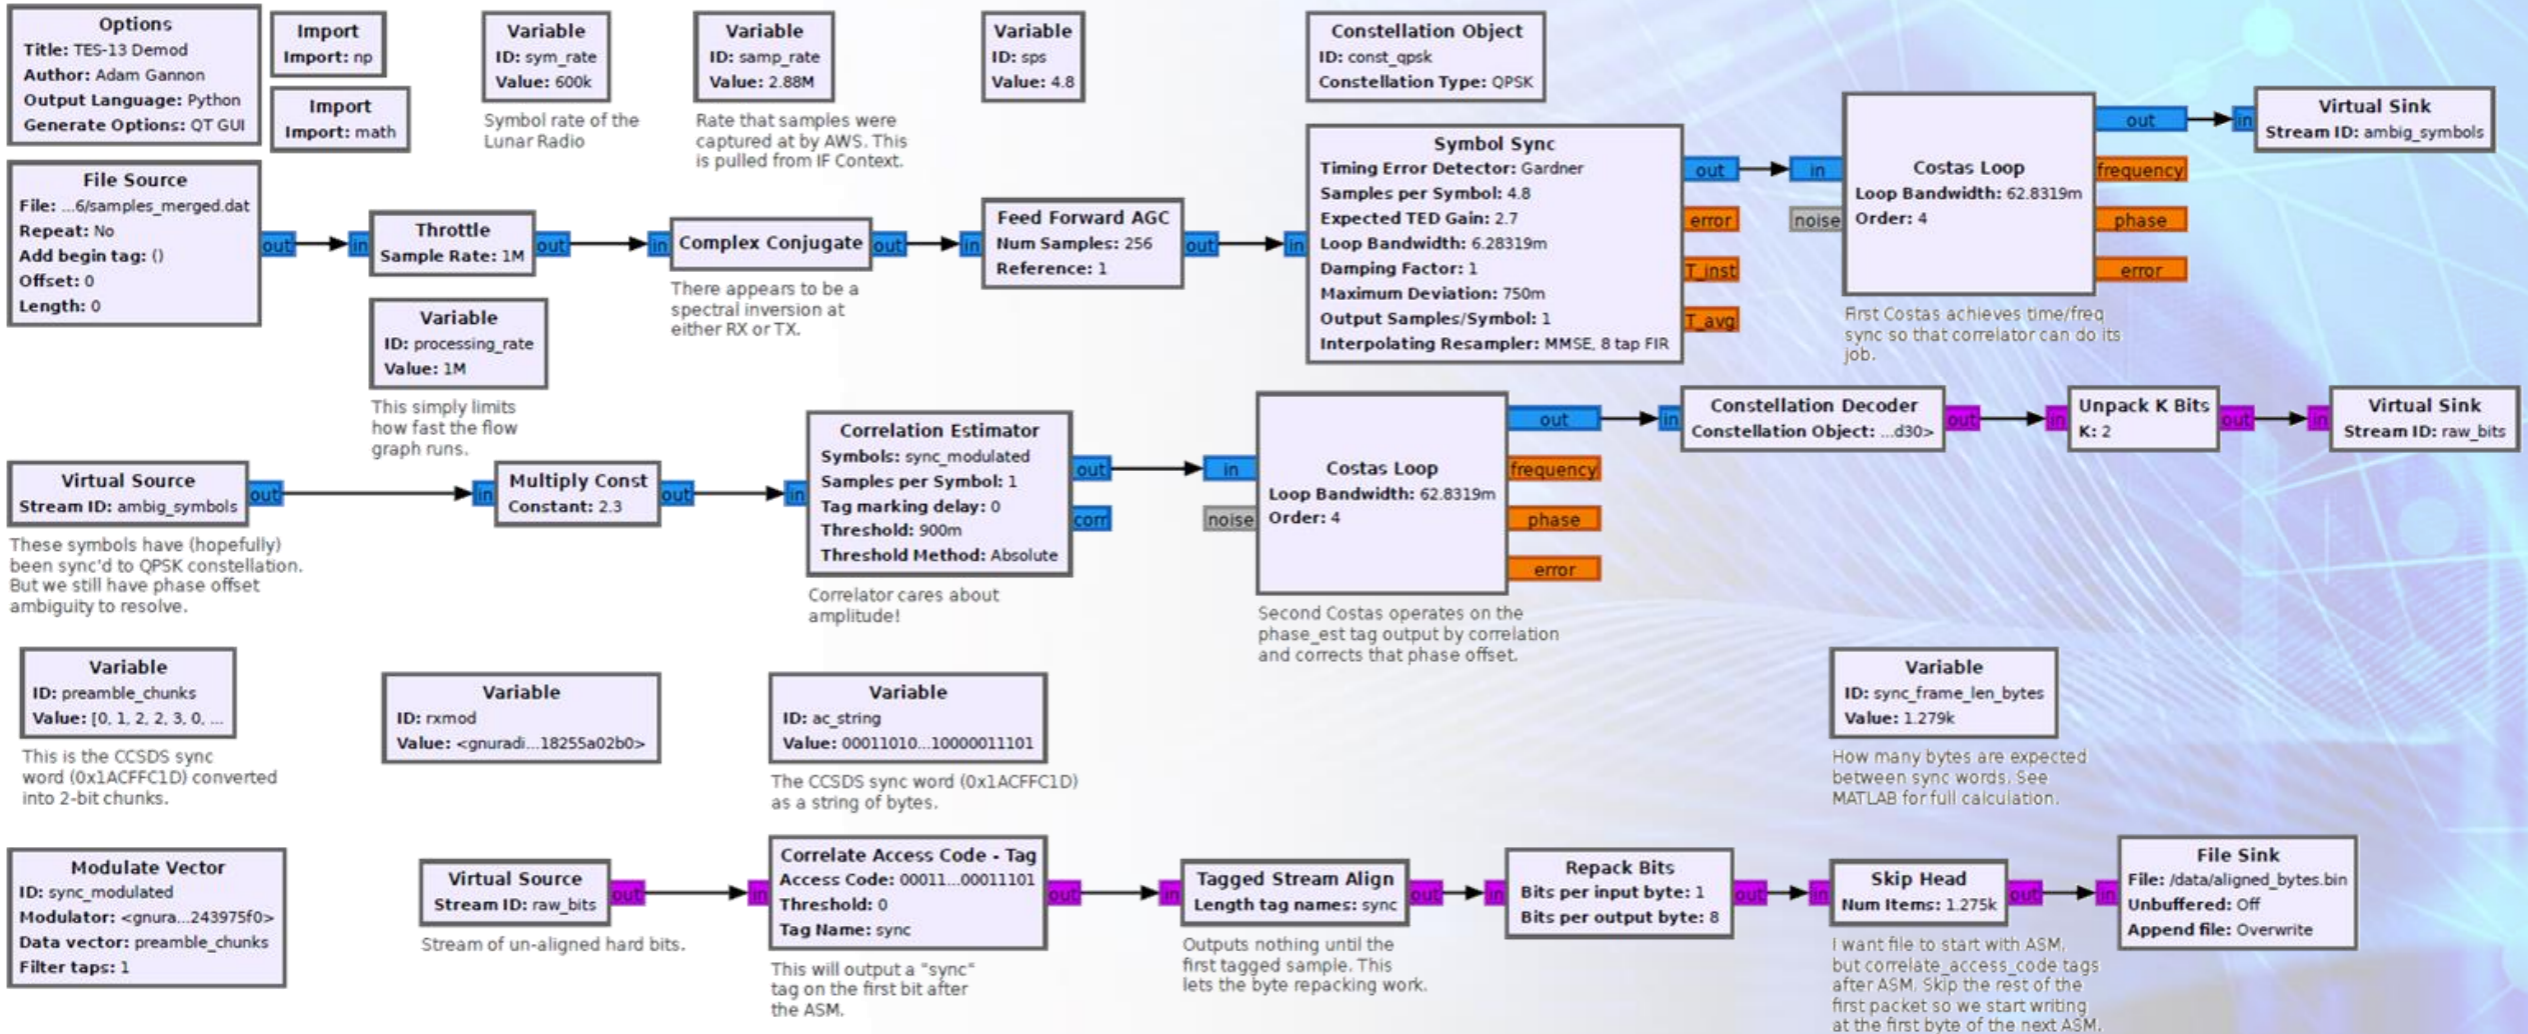 Options
Title: TES-13 Demod
Author: Adam Gannon
Output Language: Python
Generate Options: QT GUI
Import
Import: np
Import
Import: math
Variable
ID: sym_rate
Value: 600k
Symbol rate of the
Lunar Radio
Variable
ID: samp_rate
Value: 2.88M
Rate that samples were
captured at by AWS. This
is pulled from IF Context.
Variable
ID: sps
Value: 4.8
Constellation Object
ID: const_qpsk
Constellation Type: QPSK
File Source
File: ...6/samples_merged.dat
Repeat: No
Add begin tag: ()
Offset: 0
Length: 0
out
in
Throttle
Sample Rate: 1M
out
Variable
ID: processing_rate
Value: 1M
This simply limits
how fast the flow
graph runs.
in
Complex Conjugate
out
There appears to be a
spectral inversion at
either RX or TX.
in
Feed Forward AGC
Num Samples: 256
Reference: 1
out
in
Symbol Sync
Timing Error Detector: Gardner
Samples per Symbol: 4.8
Expected TED Gain: 2.7
Loop Bandwidth: 6.28319m
Damping Factor: 1
Maximum Deviation: 750m
Output Samples/Symbol: 1
Interpolating Resampler: MMSE, 8 tap FIR
out
error
T_inst
T_avg
in
noise
Costas Loop
Loop Bandwidth: 62.8319m
Order: 4
out
frequency
phase
error
First Costas achieves time/freq
sync so that correlator can do its
job.
in
Virtual Sink
Stream ID: ambig_symbols
Virtual Source
Stream ID: ambig_symbols
out
These symbols have (hopefully)
been sync'd to QPSK constellation.
But we still have phase offset
ambiguity to resolve.
in
Multiply Const
Constant: 2.3
out
in
Correlation Estimator
Symbols: sync_modulated
Samples per Symbol: 1
Tag marking delay: 0
Threshold: 900m
Threshold Method: Absolute
out
corr
Correlator cares about
amplitude!
in
noise
Costas Loop
Loop Bandwidth: 62.8319m
Order: 4
out
frequency
phase
error
Second Costas operates on the
phase_est tag output by correlation
and corrects that phase offset.
in
Constellation Decoder
Constellation Object: ...d30>
out
in
Unpack K Bits
K: 2
out
in
Virtual Sink
Stream ID: raw_bits
Variable
ID: preamble_chunks
Value: [0, 1, 2, 2, 3, 0, ...
This is the CCSDS sync
word (0x1ACFFC1D) converted
into 2-bit chunks.
Variable
ID: rxmod
Value: <gnuradi...18255a02b0>
Variable
ID: ac_string
Value: 00011010...10000011101
The CCSDS sync word (0x1ACFFC1D)
as a string of bytes.
Variable
ID: sync_frame_len_bytes
Value: 1.279k
How many bytes are expected
between sync words. See
MATLAB for full calculation.
Modulate Vector
ID: sync_modulated
Modulator: <gnura...243975f0>
Data vector: preamble_chunks
Filter taps: 1
Virtual Source
Stream ID: raw_bits
out
Stream of un-aligned hard bits.
in
Correlate Access Code - Tag
Access Code: 00011...00011101
Threshold: 0
Tag Name: sync
out
This will output a "sync"
tag on the first bit after
the ASM.
in
Tagged Stream Align
Length tag names: sync
out
Outputs nothing until the
first tagged sample. This
lets the byte repacking work.
in
Repack Bits
Bits per input byte: 1
Bits per output byte: 8
out
in
Skip Head
Num Items: 1.275k
out
I want file to start with ASM,
but correlate_access_code tags
after ASM. Skip the rest of the
first packet so we start writing
at the first byte of the next ASM.
in
File Sink
File: /data/aligned_bytes.bin
Unbuffered: Off
Append file: Overwrite